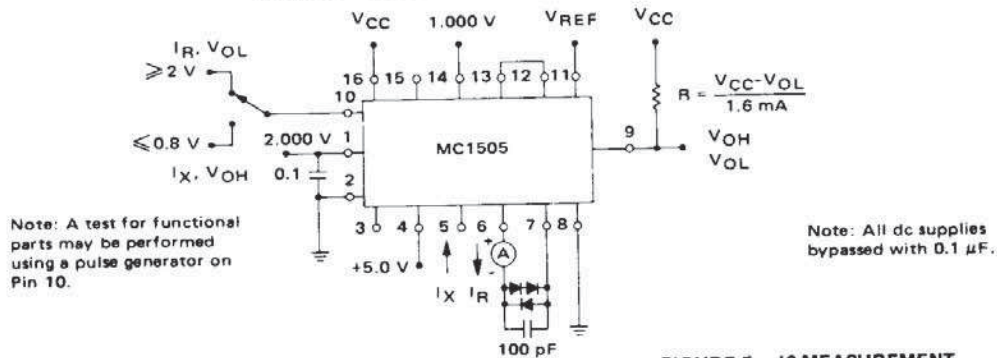 VCC
1.000 V
VREF
VCC
IR, VOL
≥2 V
16 15 14 13 12 11
10
R = VCC-VOL / 1.6 mA
9
VOH
VOL
≤0.8 V
2.000 V
1
MC1505
IX, VOH
0.1
2
Note: A test for functional
parts may be performed
using a pulse generator on
Pin 10.
3 4 5 6 7 8
+
A
-
+5.0 V
IX IR
100 pF
Note: All dc supplies
bypassed with 0.1 µF.